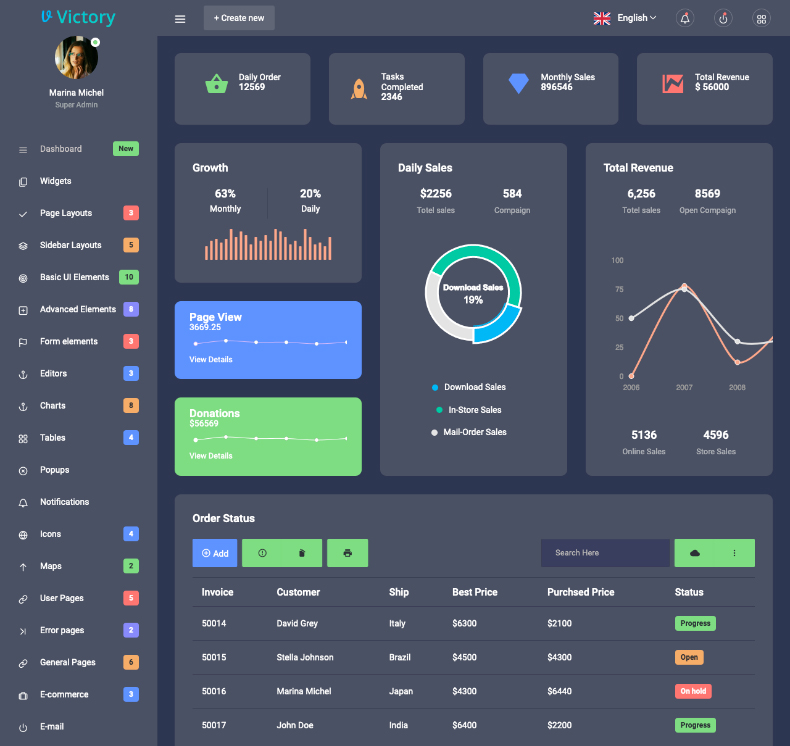 Victory
Marina Michel
Super Admin
Dashboard New
Widgets
Page Layouts 3
Sidebar Layouts 5
Basic UI Elements 10
Advanced Elements 8
Form elements 3
Editors 3
Charts 8
Tables 4
Popups
Notifications
Icons 4
Maps 2
User Pages 5
Error pages 2
General Pages 6
E-commerce 3
E-mail
+ Create new
English
Daily Order
12569
Tasks
Completed
2346
Monthly Sales
896546
Total Revenue
$ 56000
Growth
63% 20%
Monthly Daily
Page View
3669.25
View Details
Donations
$56569
View Details
Daily Sales
$2256 584
Totel sales Compaign
Download Sales
19%
Download Sales
In-Store Sales
Mail-Order Sales
Total Revenue
6,256 8569
Totel sales Open Compaign
100
75
50
25
0
2006 2007 2008
5136 4596
Online Sales Store Sales
Order Status
Add Search Here
Invoice Customer Ship Best Price Purchsed Price Status
50014 David Grey Italy $6300 $2100 Progress
50015 Stella Johnson Brazil $4500 $4300 Open
50016 Marina Michel Japan $4300 $6440 On hold
50017 John Doe India $6400 $2200 Progress